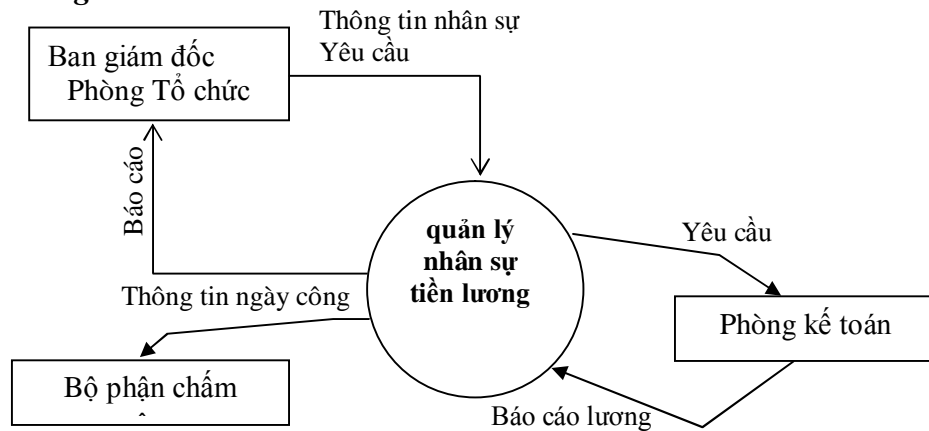 Thông tin nhân sự
Yêu cầu
Ban giám đốc
Phòng Tổ chức
Báo cáo
quản lý
nhân sự
tiền lương
Yêu cầu
Thông tin ngày công
Phòng kế toán
Bộ phận chấm
Báo cáo lương